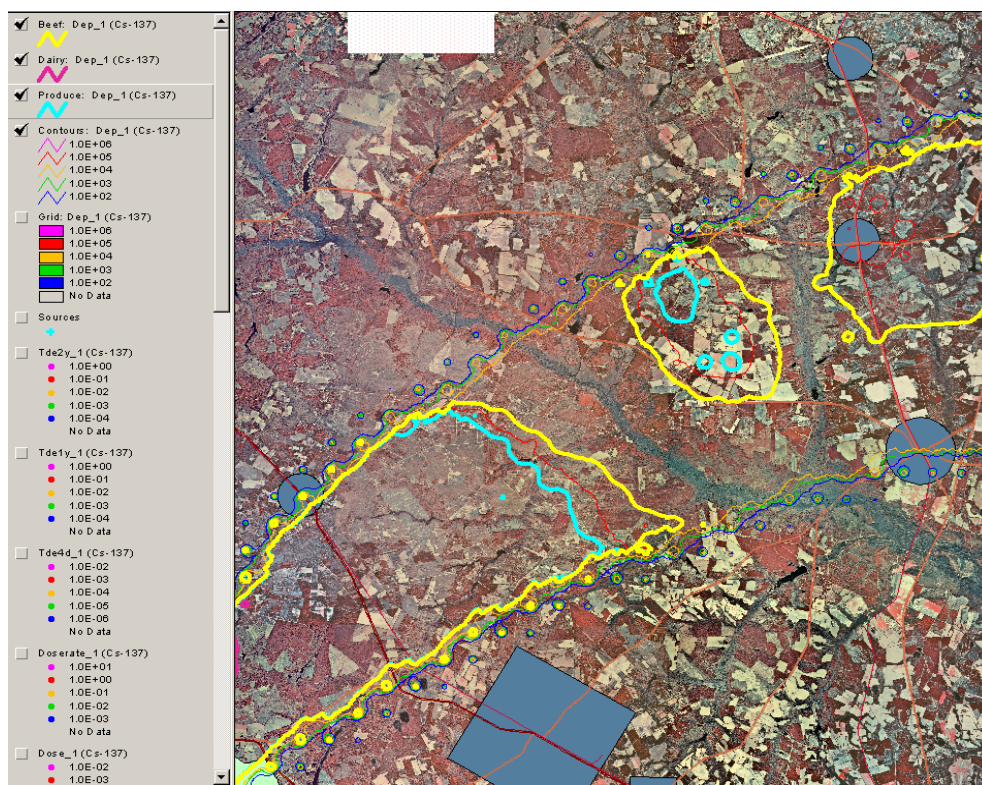 Beef: Dep_1 (Cs-137)
Dairy: Dep_1 (Cs-137)
Produce: Dep_1 (Cs-137)
Contours: Dep_1 (Cs-137)
1.0E+06
1.0E+05
1.0E+04
1.0E+03
1.0E+02
Grid: Dep_1 (Cs-137)
1.0E+06
1.0E+05
1.0E+04
1.0E+03
1.0E+02
No Data
Sources
Tde2y_1 (Cs-137)
1.0E+00
1.0E-01
1.0E-02
1.0E-03
1.0E-04
No Data
Tde1y_1 (Cs-137)
1.0E+00
1.0E-01
1.0E-02
1.0E-03
1.0E-04
No Data
Tde4d_1 (Cs-137)
1.0E-02
1.0E-03
1.0E-04
1.0E-05
1.0E-06
No Data
Doserate_1 (Cs-137)
1.0E+01
1.0E+00
1.0E-01
1.0E-02
1.0E-03
No Data
Dose_1 (Cs-137)
1.0E-02
1.0E-03